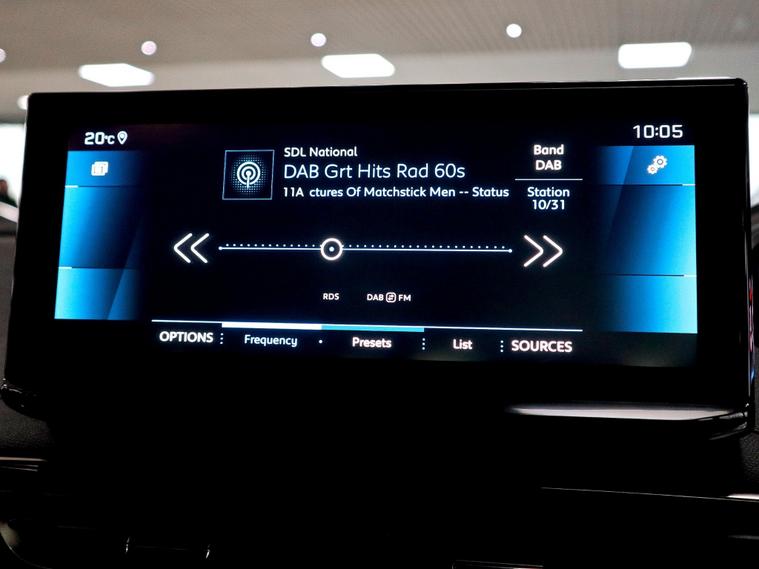 20°C
10:05
SDL National
DAB Grt Hits Rad 60s
11A ctures Of Matchstick Men -- Status
Band
DAB
Station
10/31
RDS
DAB FM
OPTIONS
Frequency
Presets
List
SOURCES